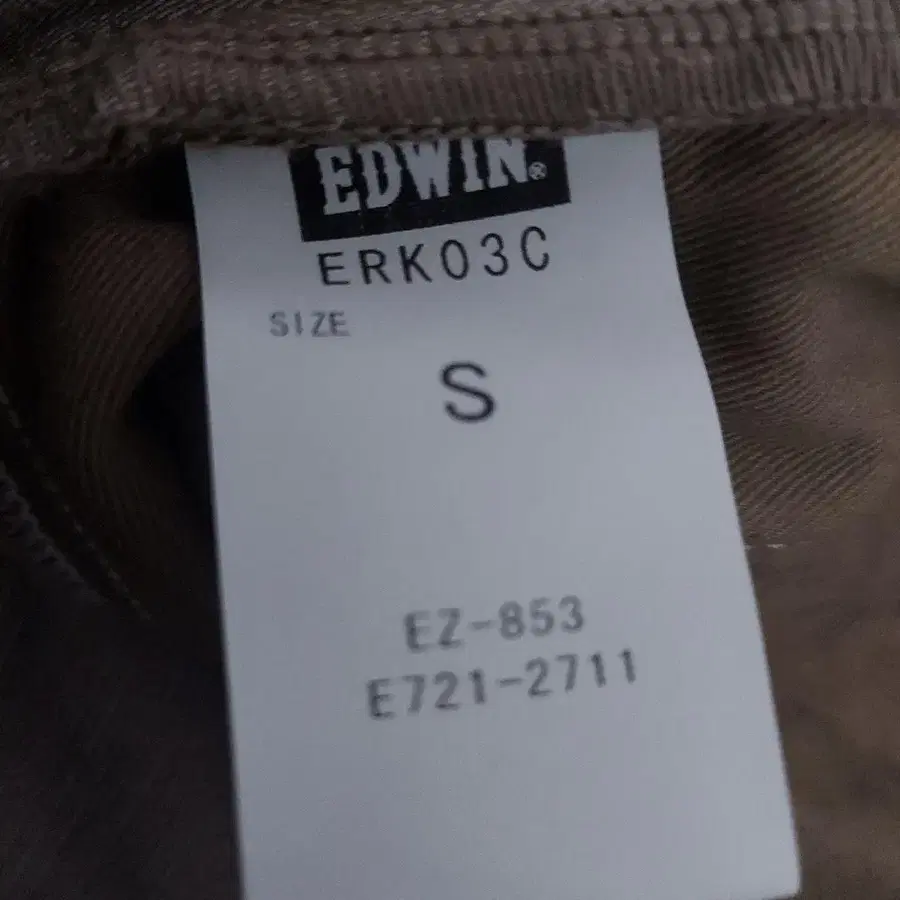 EDWIN®
ERK03C
SIZE
S
EZ-853
E721-2711